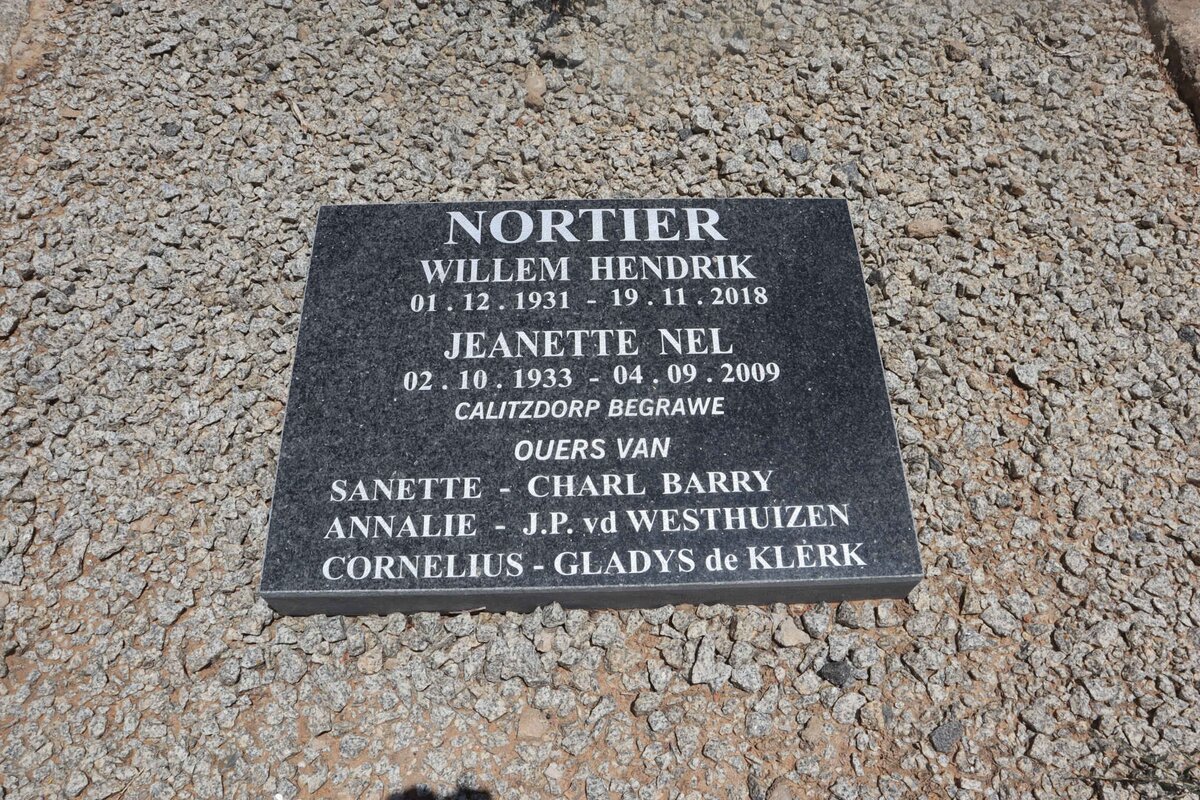 NORTIER
WILLEM HENDRIK
01 . 12 . 1931 - 19 . 11 . 2018
JEANETTE NEL
02 . 10 . 1933 - 04 . 09 . 2009
CALITZDORP BEGRAWE
OUERS VAN
SANETTE - CHARL BARRY
ANNALIE - J.P. vd WESTHUIZEN
CORNELIUS - GLADYS de KLERK